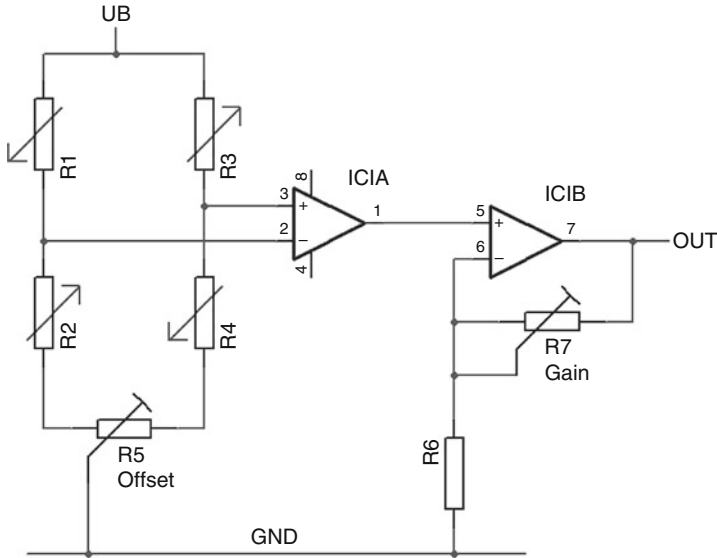 UB
R1
R3
8
ICIA
3
+
1
2
−
4
ICIB
5
+
7
OUT
6
−
R2
R4
R7
Gain
R5
Offset
R6
GND